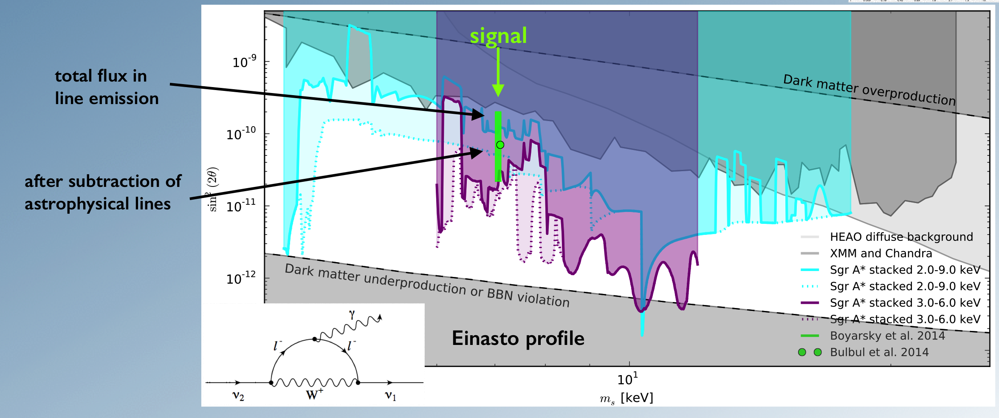 signal
total flux in
line emission
after subtraction of
astrophysical lines
10⁻⁹
10⁻¹⁰
10⁻¹¹
10⁻¹²
sin² (2θ)
Dark matter overproduction
Dark matter underproduction or BBN violation
HEAO diffuse background
XMM and Chandra
Sgr A* stacked 2.0-9.0 keV
Sgr A* stacked 2.0-9.0 keV
Sgr A* stacked 3.0-6.0 keV
Sgr A* stacked 3.0-6.0 keV
Boyarsky et al. 2014
Bulbul et al. 2014
Einasto profile
γ
l⁻
l⁻
ν₂
W⁺
ν₁
10¹
mₛ [keV]